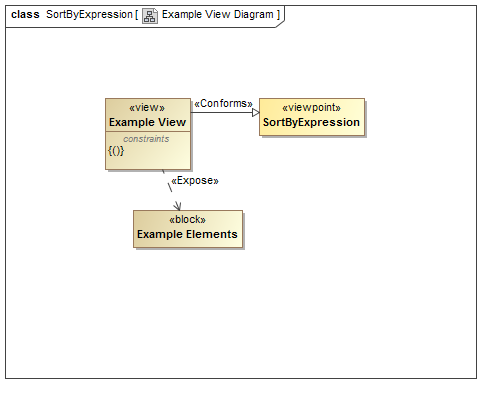 class SortByExpression [ Example View Diagram ]
«view»
Example View
constraints
{()}
«Conforms»
«viewpoint»
SortByExpression
«Expose»
«block»
Example Elements